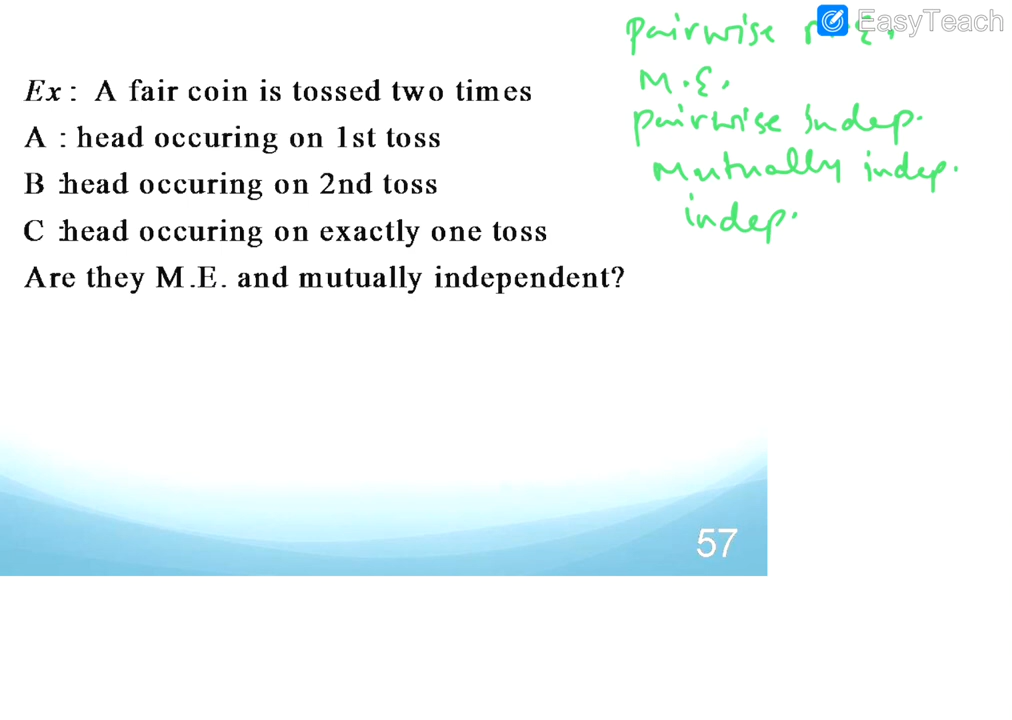 EasyTeach
pairwise
M.E.
pairwise indep.
Mutually indep.
indep.
Ex : A fair coin is tossed two times
A : head occuring on 1st toss
B :head occuring on 2nd toss
C :head occuring on exactly one toss
Are they M.E. and mutually independent?
57